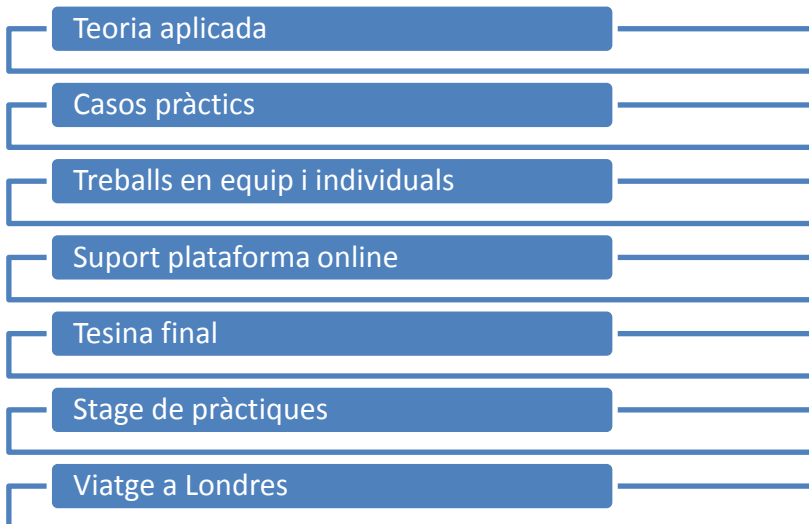 Teoria aplicada
Casos pràctics
Treballs en equip i individuals
Suport plataforma online
Tesina final
Stage de pràctiques
Viatge a Londres